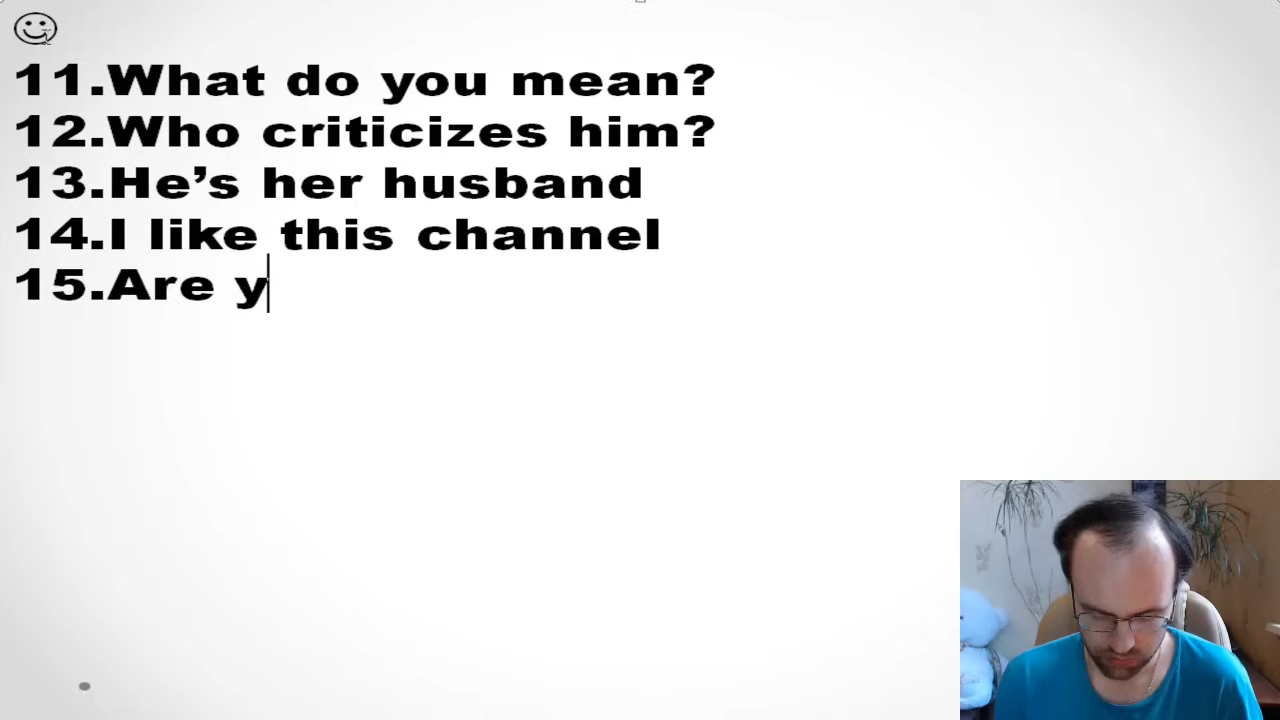 11.What do you mean?
12.Who criticizes him?
13.He’s her husband
14.I like this channel
15.Are y